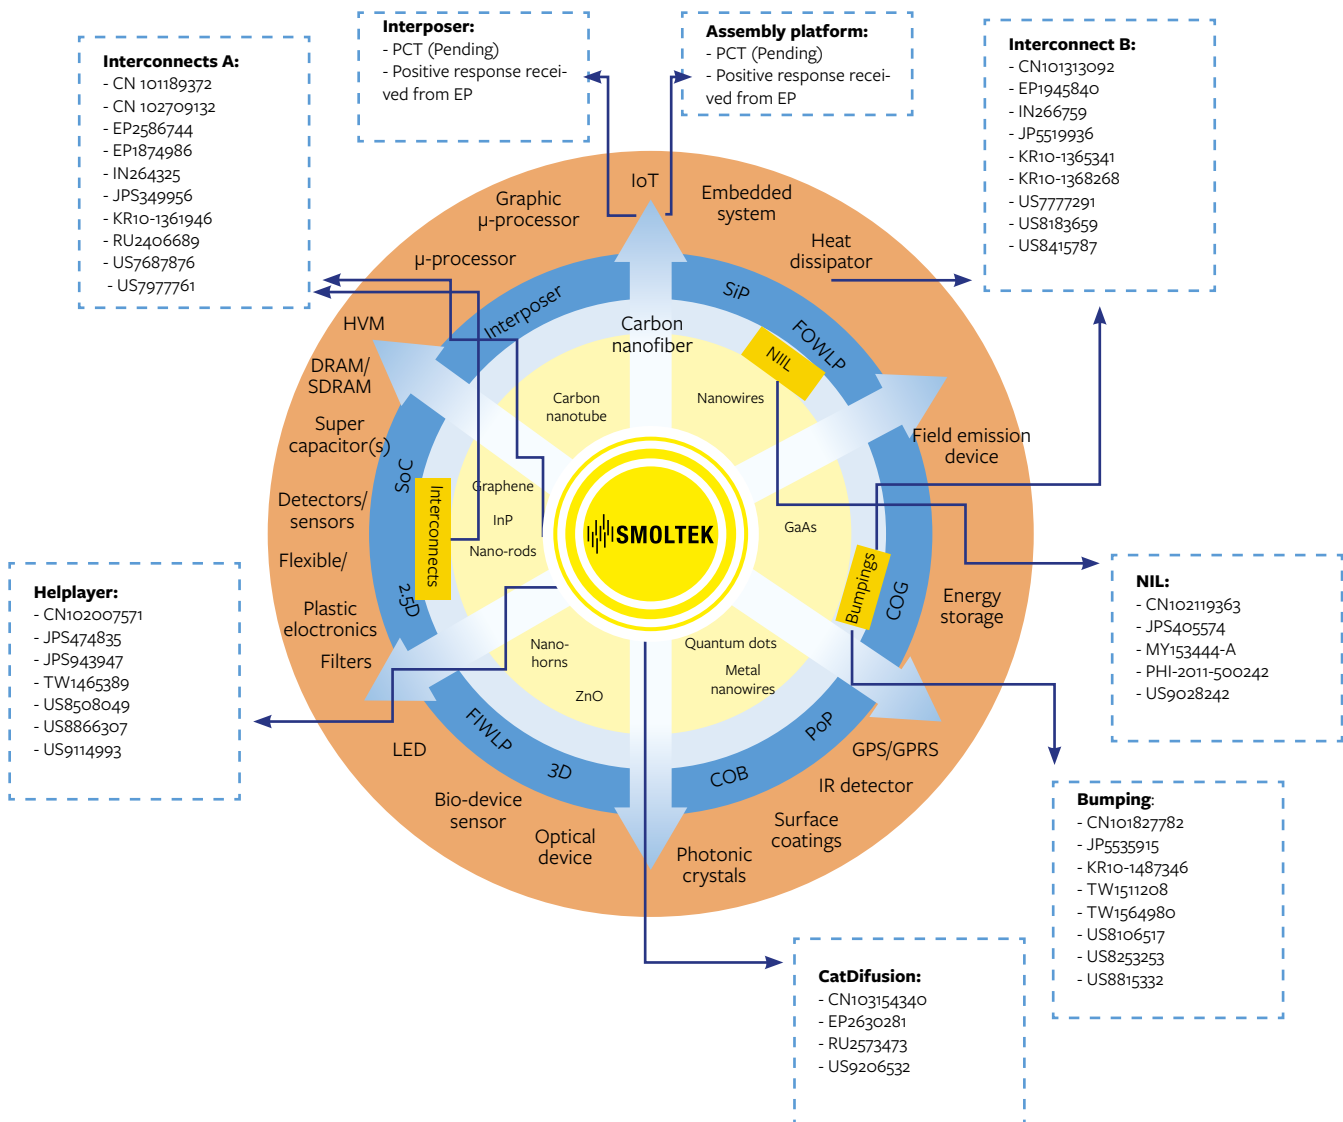 Interconnects A:
- CN 101189372
- CN 102709132
- EP2586744
- EP1874986
- IN264325
- JPS349956
- KR10-1361946
- RU2406689
- US7687876
- US7977761
Interposer:
- PCT (Pending)
- Positive response recei-
ved from EP
Assembly platform:
- PCT (Pending)
- Positive response recei-
ved from EP
Interconnect B:
- CN101313092
- EP1945840
- IN266759
- JP5519936
- KR10-1365341
- KR10-1368268
- US7777291
- US8183659
- US8415787
IoT
Graphic
µ-processor
Embedded
system
µ-processor
Heat
dissipator
HVM
DRAM/
SDRAM
Super
capacitor(s)
Detectors/
sensors
Flexible/
Plastic
eloctronics
Filters
LED
Bio-device
sensor
Optical
device
Photonic
crystals
Surface
coatings
IR detector
GPS/GPRS
Energy
storage
Field emission
device
Interposer
SiP
FOWLP
NIIL
COG
Bumpings
PoP
COB
3D
FIWLP
2.5D
SoC
Interconnects
Carbon
nanofiber
Carbon
nanotube
Nanowires
Graphene
InP
Nano-rods
GaAs
Nano-
horns
ZnO
Quantum dots
Metal
nanowires
SMOLTEK
Helplayer:
- CN102007571
- JPS474835
- JPS943947
- TW1465389
- US8508049
- US8866307
- US9114993
NIL:
- CN102119363
- JPS405574
- MY153444-A
- PHI-2011-500242
- US9028242
Bumping:
- CN101827782
- JP5535915
- KR10-1487346
- TW1511208
- TW1564980
- US8106517
- US8253253
- US8815332
CatDifusion:
- CN103154340
- EP2630281
- RU2573473
- US9206532